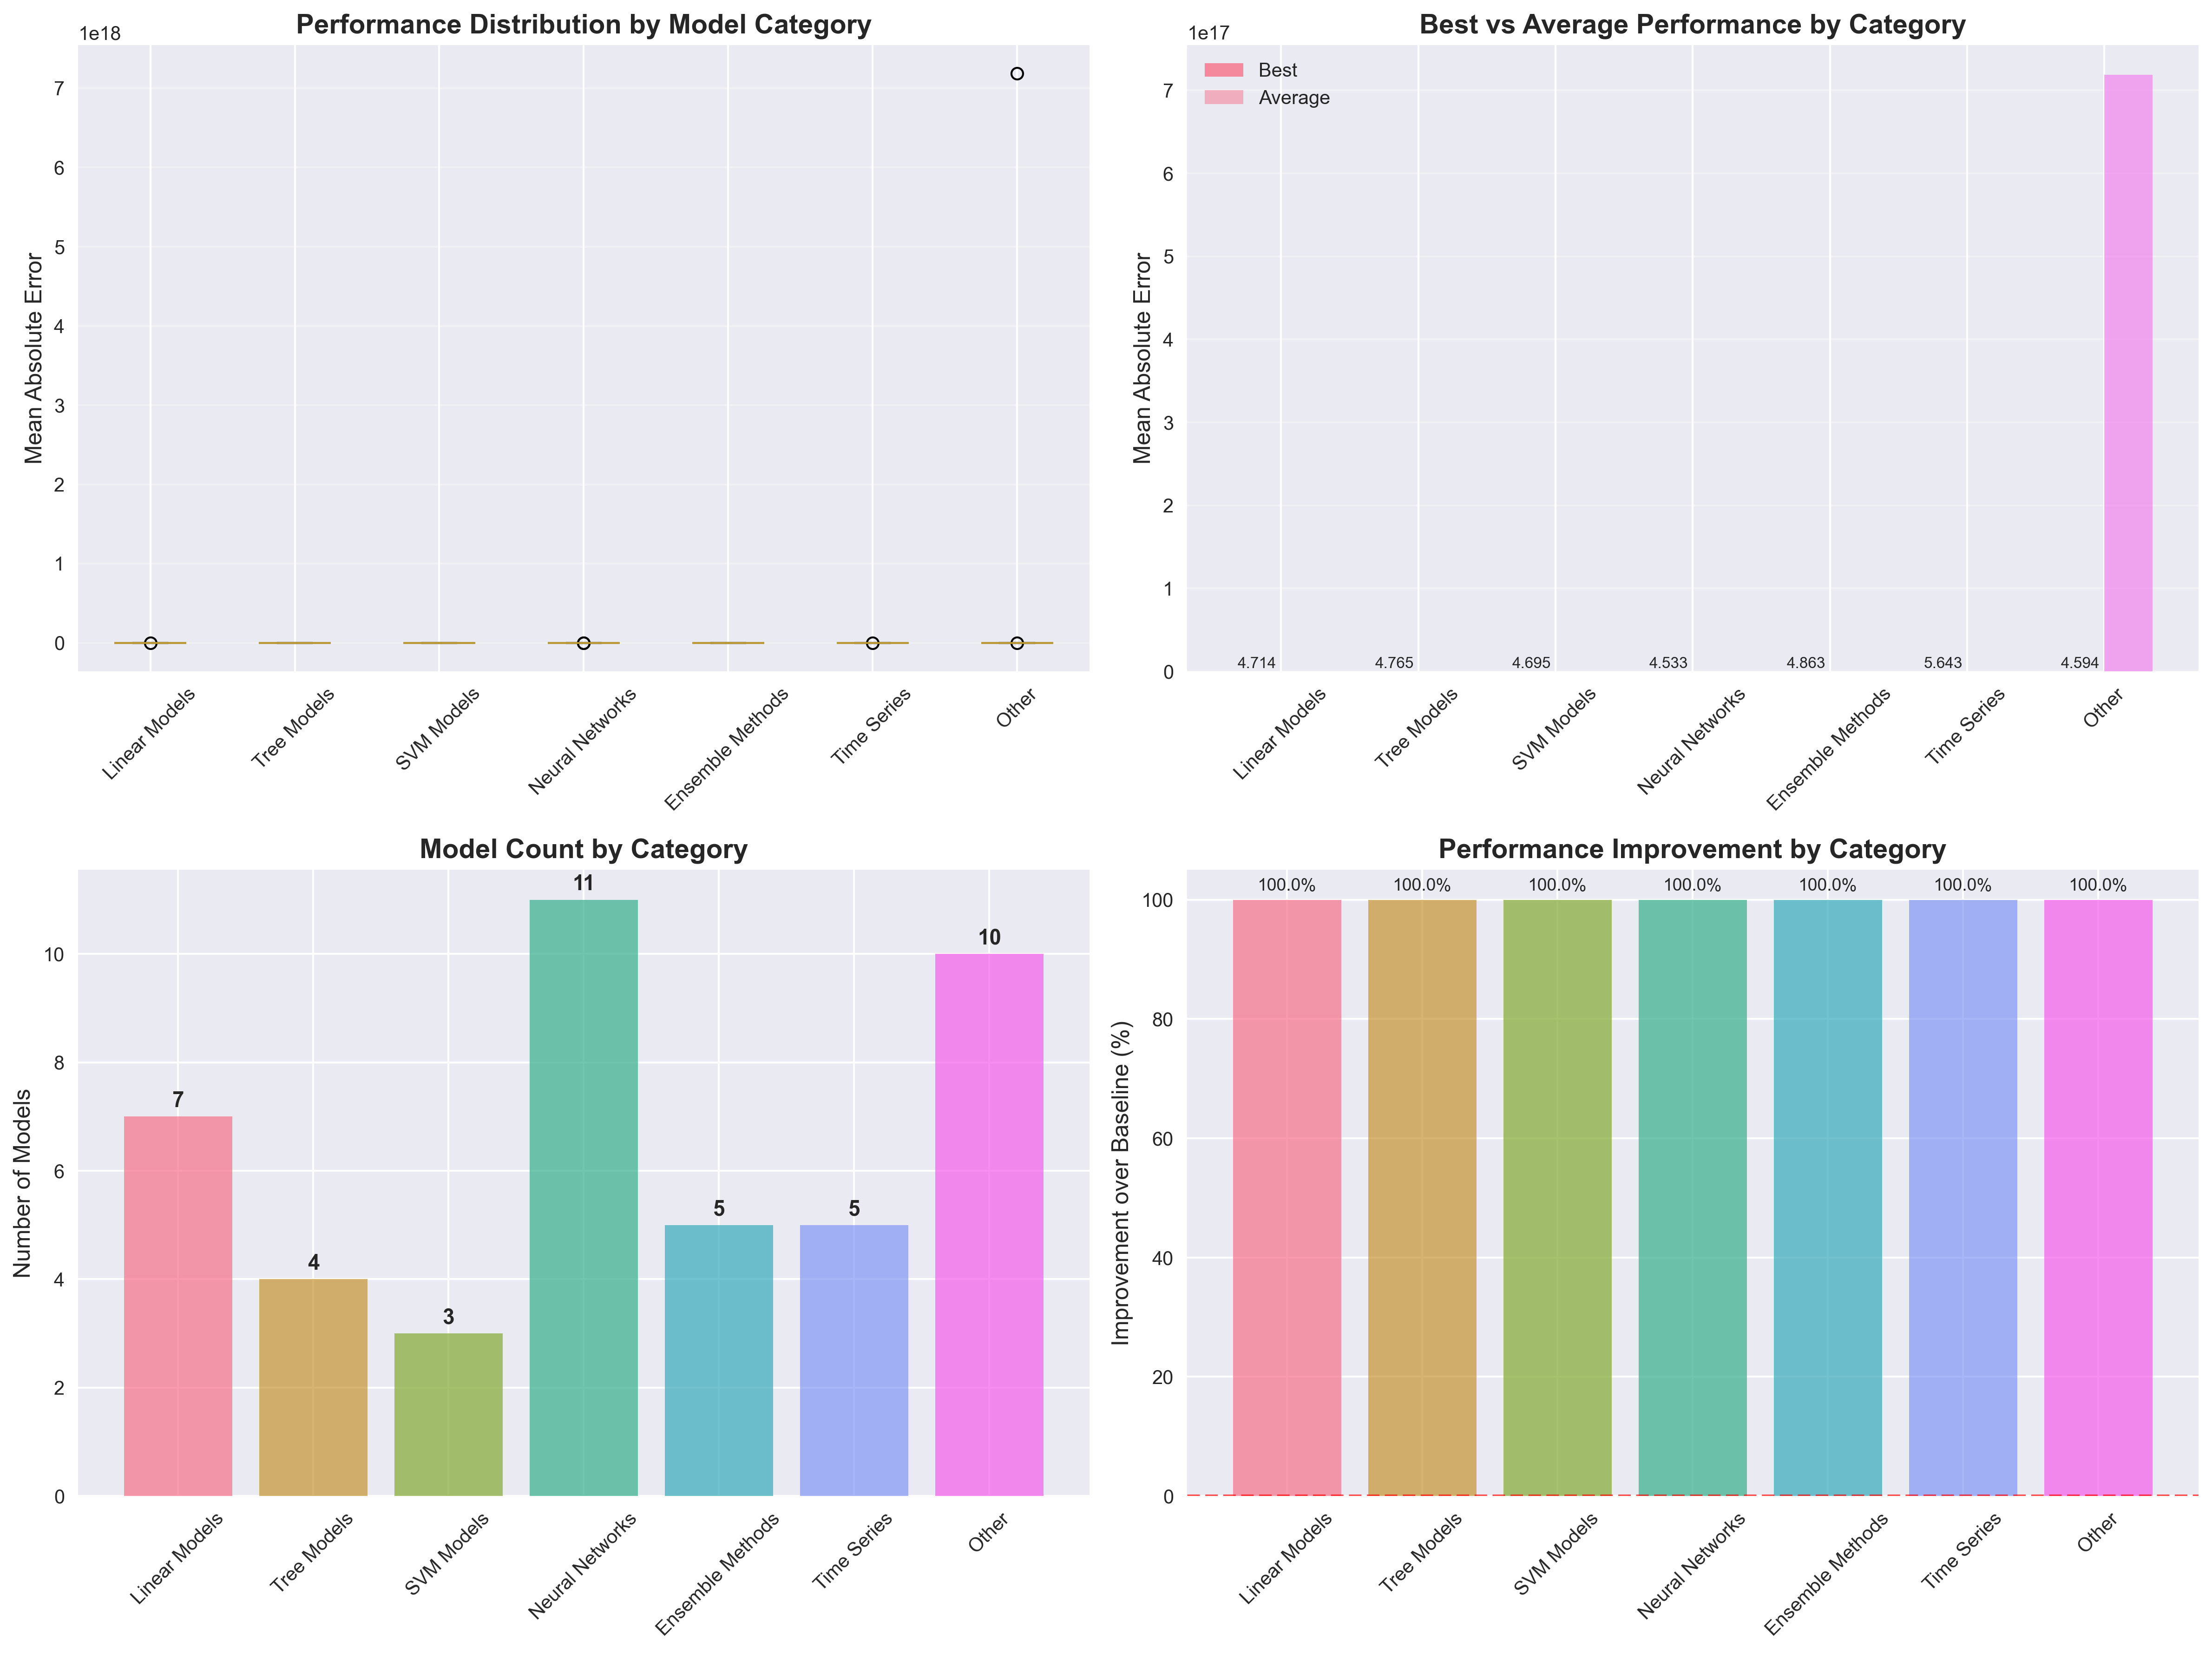 Performance Distribution by Model Category
1e18
7
6
5
4
3
2
1
0
Mean Absolute Error
Linear Models
Tree Models
SVM Models
Neural Networks
Ensemble Methods
Time Series
Other
Best vs Average Performance by Category
1e17
Best
Average
7
6
5
4
3
2
1
0
Mean Absolute Error
4.714
4.765
4.695
4.533
4.863
5.643
4.594
Linear Models
Tree Models
SVM Models
Neural Networks
Ensemble Methods
Time Series
Other
Model Count by Category
10
8
6
4
2
0
Number of Models
7
4
3
11
5
5
10
Linear Models
Tree Models
SVM Models
Neural Networks
Ensemble Methods
Time Series
Other
Performance Improvement by Category
100
80
60
40
20
0
Improvement over Baseline (%)
100.0%
100.0%
100.0%
100.0%
100.0%
100.0%
100.0%
Linear Models
Tree Models
SVM Models
Neural Networks
Ensemble Methods
Time Series
Other